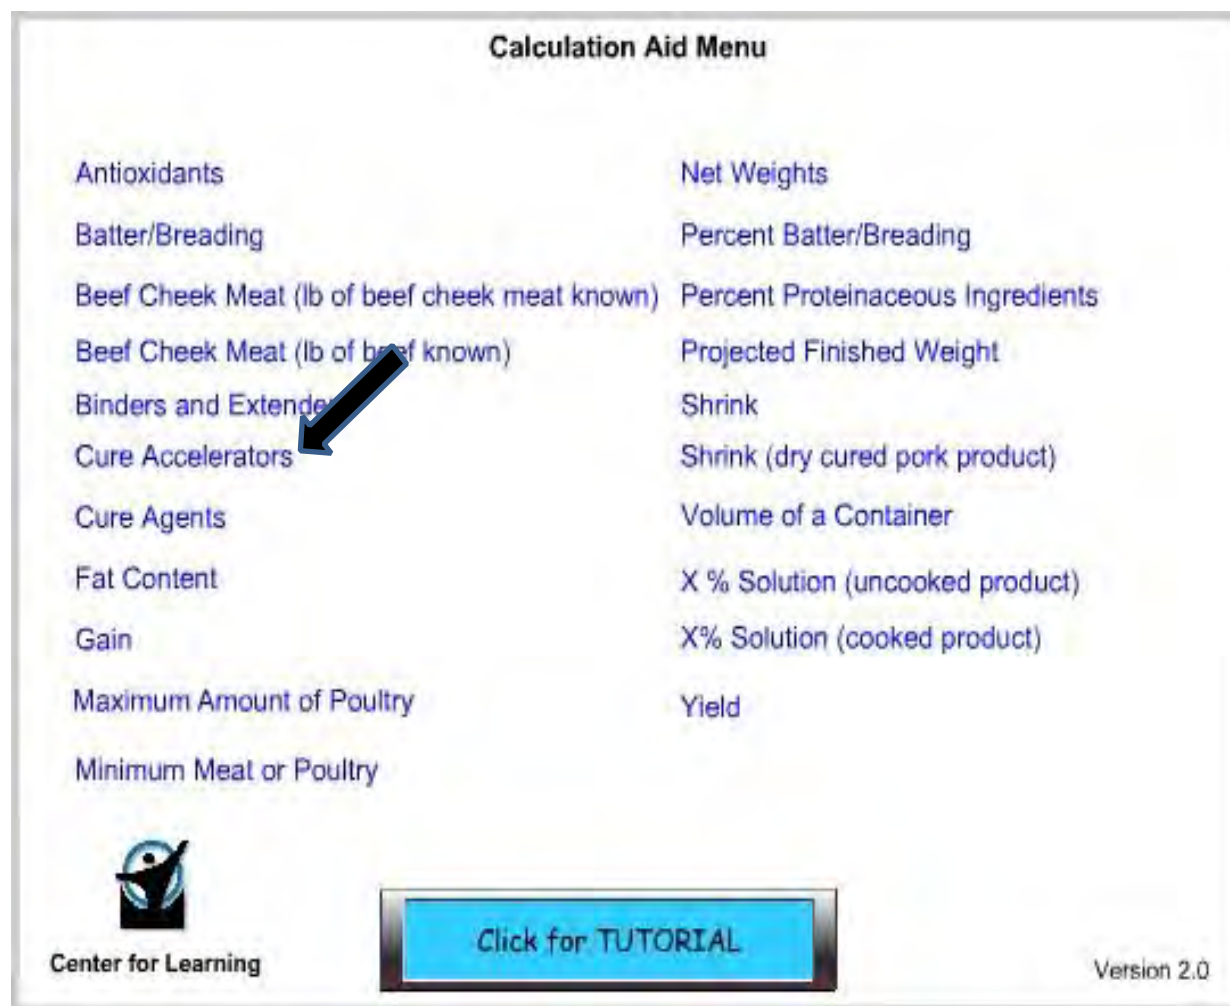 Calculation Aid Menu
Antioxidants
Batter/Breading
Beef Cheek Meat (lb of beef cheek meat known)
Beef Cheek Meat (lb of beef known)
Binders and
Cure Accelerators
Cure Agents
Fat Content
Gain
Maximum Amount of Poultry
Minimum Meat or Poultry
Net Weights
Percent Batter/Breading
Percent Proteinaceous Ingredients
Projected Finished Weight
Shrink
Shrink (dry cured pork product)
Volume of a Container
X % Solution (uncooked product)
X% Solution (cooked product)
Yield
Center for Learning
Click for TUTORIAL
Version 2.0